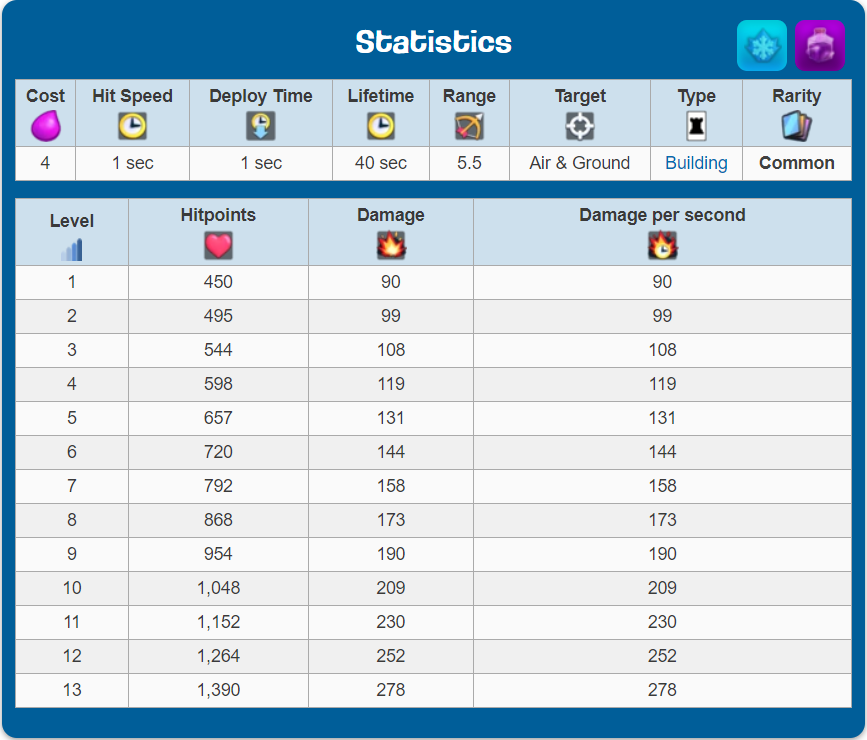 Statistics
Cost Hit Speed Deploy Time Lifetime Range Target Type Rarity
4 1 sec 1 sec 40 sec 5.5 Air & Ground Building Common
Level Hitpoints Damage Damage per second
1 450 90 90
2 495 99 99
3 544 108 108
4 598 119 119
5 657 131 131
6 720 144 144
7 792 158 158
8 868 173 173
9 954 190 190
10 1,048 209 209
11 1,152 230 230
12 1,264 252 252
13 1,390 278 278